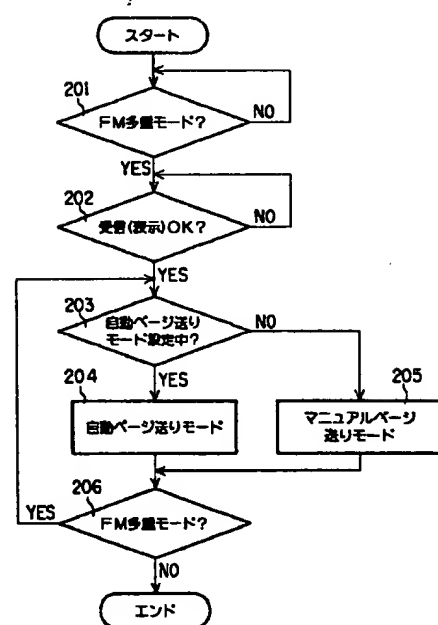 スタート
201
FM多重モード?
NO
YES
202
受信(表示)OK?
NO
YES
203
自動ページ送り
モード設定中?
NO
YES
204
自動ページ送りモード
205
マニュアルページ
送りモード
206
FM多重モード?
YES
NO
エンド